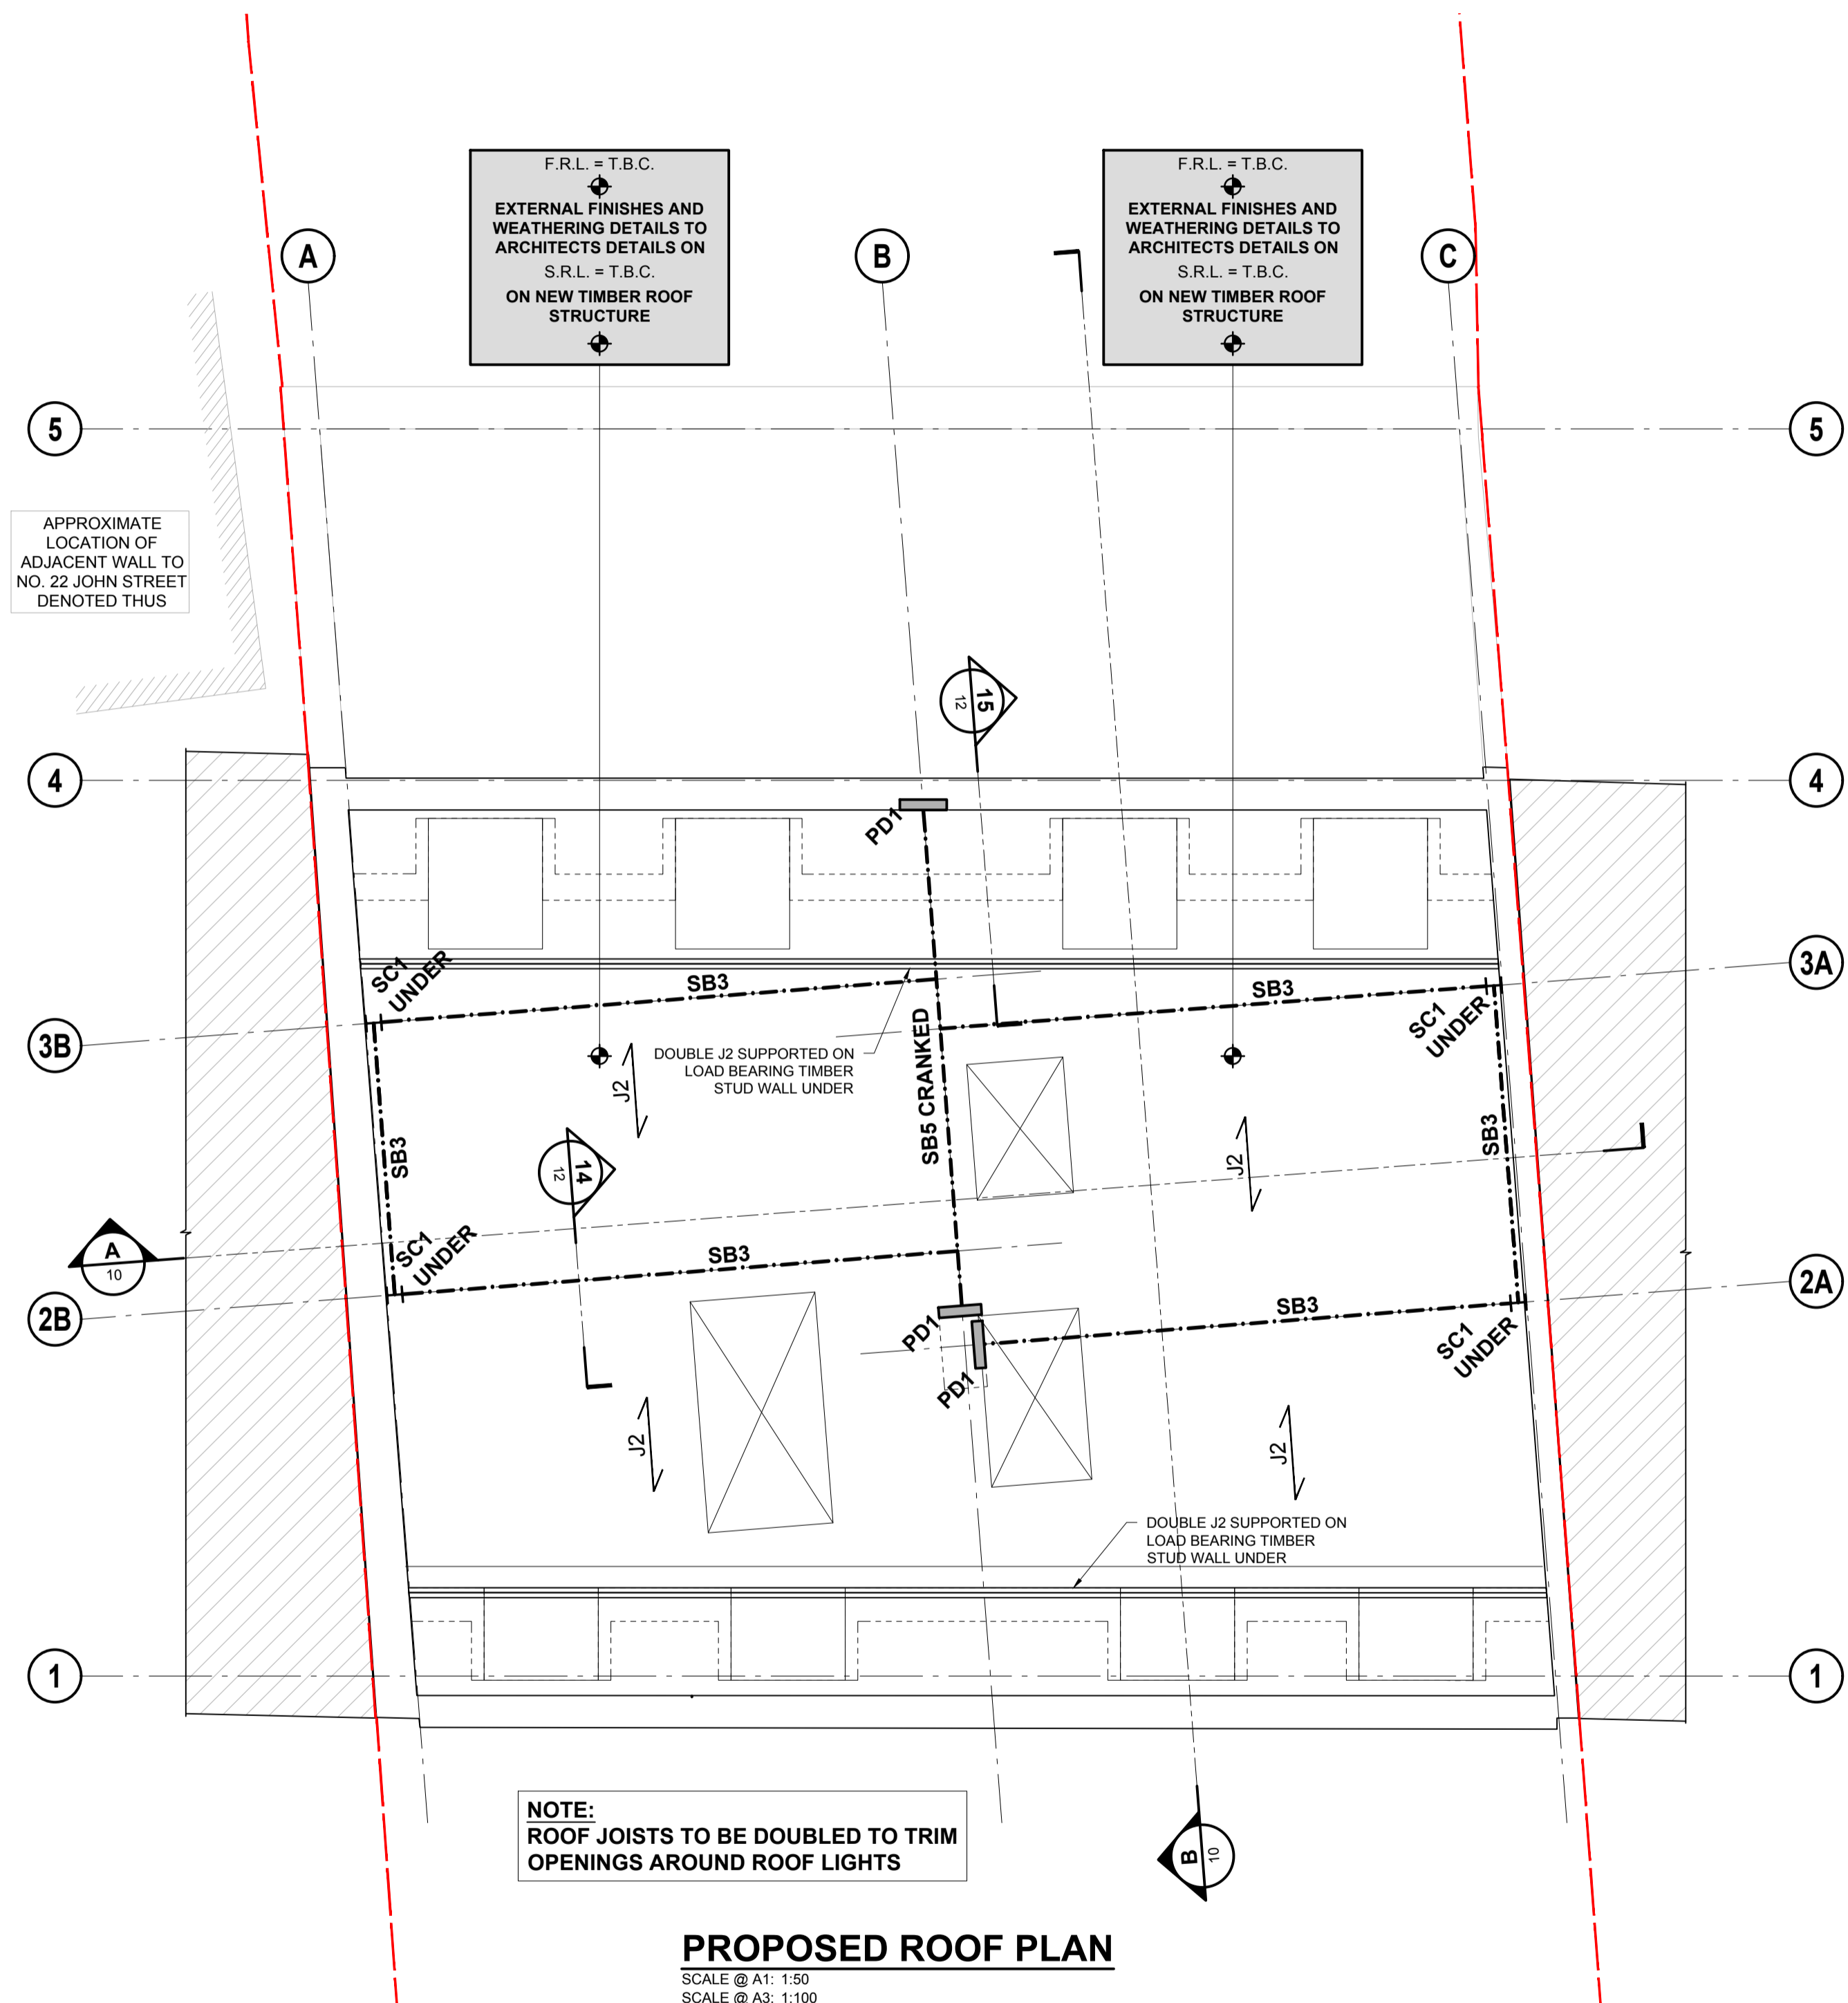 F.R.L. = T.B.C.
EXTERNAL FINISHES AND
WEATHERING DETAILS TO
ARCHITECTS DETAILS ON
S.R.L. = T.B.C.
ON NEW TIMBER ROOF
STRUCTURE
F.R.L. = T.B.C.
EXTERNAL FINISHES AND
WEATHERING DETAILS TO
ARCHITECTS DETAILS ON
S.R.L. = T.B.C.
ON NEW TIMBER ROOF
STRUCTURE
A
B
C
5
5
APPROXIMATE
LOCATION OF
ADJACENT WALL TO
NO. 22 JOHN STREET
DENOTED THUS
15
12
4
4
PD1
3A
SC1
UNDER
SB3
SB3
SC1
UNDER
3B
DOUBLE J2 SUPPORTED ON
LOAD BEARING TIMBER
STUD WALL UNDER
J2
SB5 CRANKED
SB3
SB3
J2
14
12
A
10
SC1
UNDER
SB3
2A
2B
SB3
PD1
SC1
UNDER
PD1
J2
J2
DOUBLE J2 SUPPORTED ON
LOAD BEARING TIMBER
STUD WALL UNDER
1
1
NOTE:
ROOF JOISTS TO BE DOUBLED TO TRIM
OPENINGS AROUND ROOF LIGHTS
B
10
PROPOSED ROOF PLAN
SCALE @ A1: 1:50
SCALE @ A3: 1:100